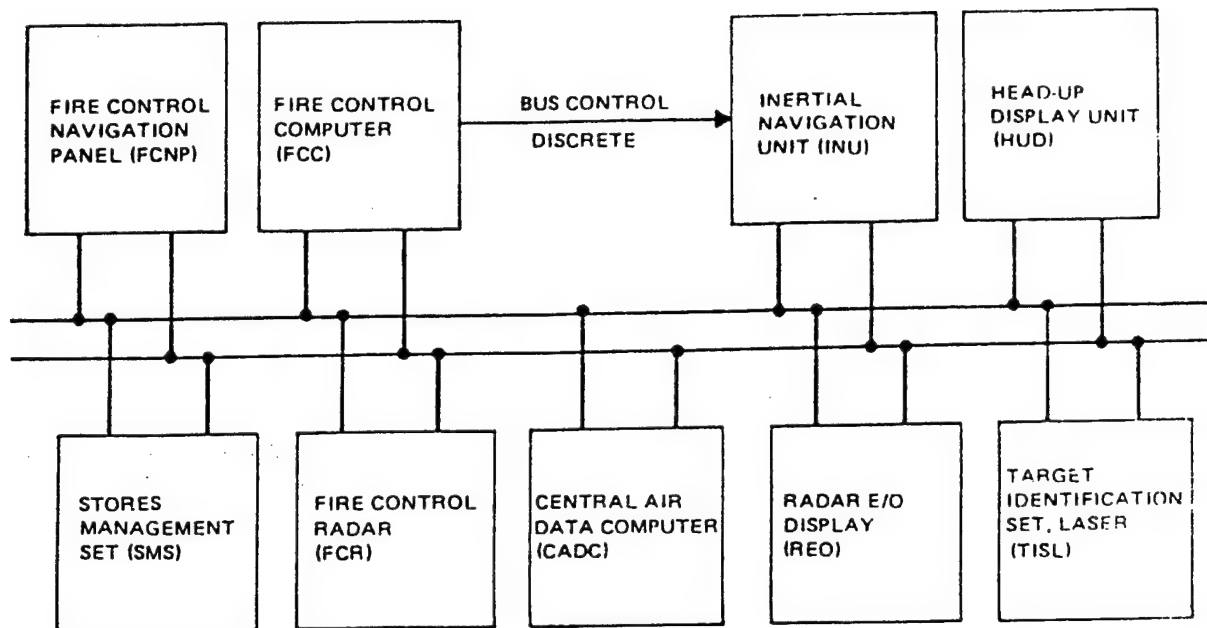 FIRE CONTROL
NAVIGATION
PANEL (FCNP)
FIRE CONTROL
COMPUTER
(FCC)
BUS CONTROL
DISCRETE
INERTIAL
NAVIGATION
UNIT (INU)
HEAD-UP
DISPLAY UNIT
(HUD)
STORES
MANAGEMENT
SET (SMS)
FIRE CONTROL
RADAR
(FCR)
CENTRAL AIR
DATA COMPUTER
(CADC)
RADAR E/O
DISPLAY
(REO)
TARGET
IDENTIFICATION
SET, LASER
(TISL)